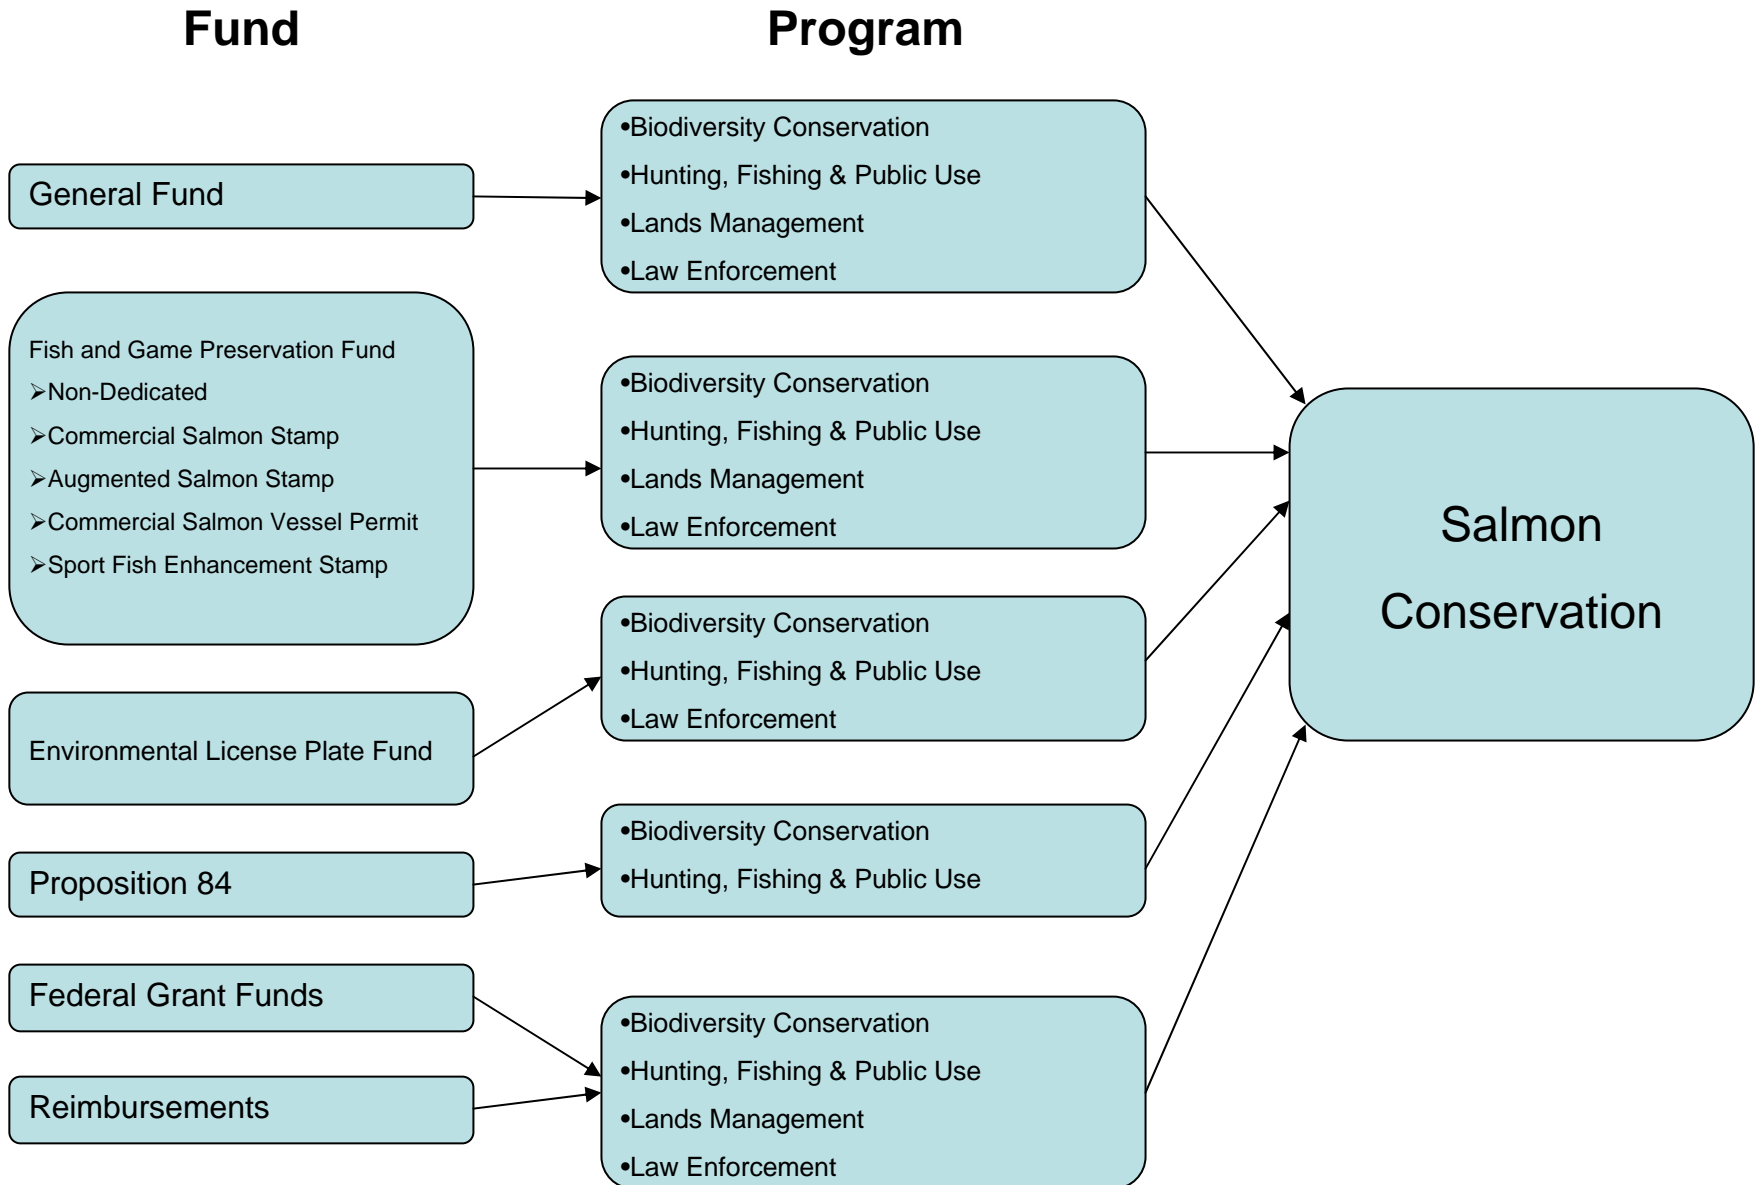 Fund
Program
General Fund
•Biodiversity Conservation
•Hunting, Fishing & Public Use
•Lands Management
•Law Enforcement
Fish and Game Preservation Fund
➢Non-Dedicated
➢Commercial Salmon Stamp
➢Augmented Salmon Stamp
➢Commercial Salmon Vessel Permit
➢Sport Fish Enhancement Stamp
•Biodiversity Conservation
•Hunting, Fishing & Public Use
•Lands Management
•Law Enforcement
Environmental License Plate Fund
•Biodiversity Conservation
•Hunting, Fishing & Public Use
•Law Enforcement
Proposition 84
•Biodiversity Conservation
•Hunting, Fishing & Public Use
Federal Grant Funds
Reimbursements
•Biodiversity Conservation
•Hunting, Fishing & Public Use
•Lands Management
•Law Enforcement
Salmon
Conservation